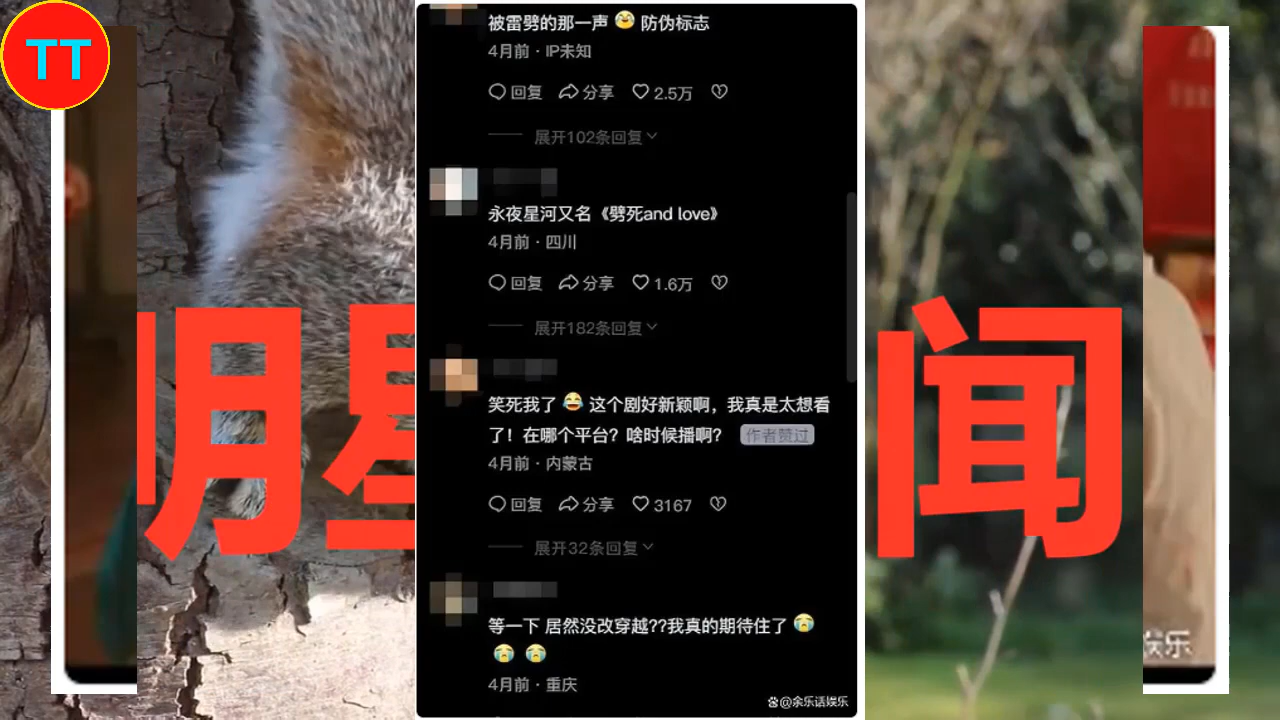 TT
被雷劈的那一声 😂 防伪标志
4月前 · IP未知
回复 分享 2.5万
展开102条回复
永夜星河又名《劈死and love》
4月前 · 四川
回复 分享 1.6万
展开182条回复
笑死我了 😂 这个剧好新颖啊，我真是太想看
了！在哪个平台？啥时候播啊？ 作者赞过
4月前 · 内蒙古
回复 分享 3167
展开32条回复
等一下 居然没改穿越??我真的期待住了 😭
😭 😭
4月前 · 重庆
@余乐话娱乐
明星 闻
娱乐